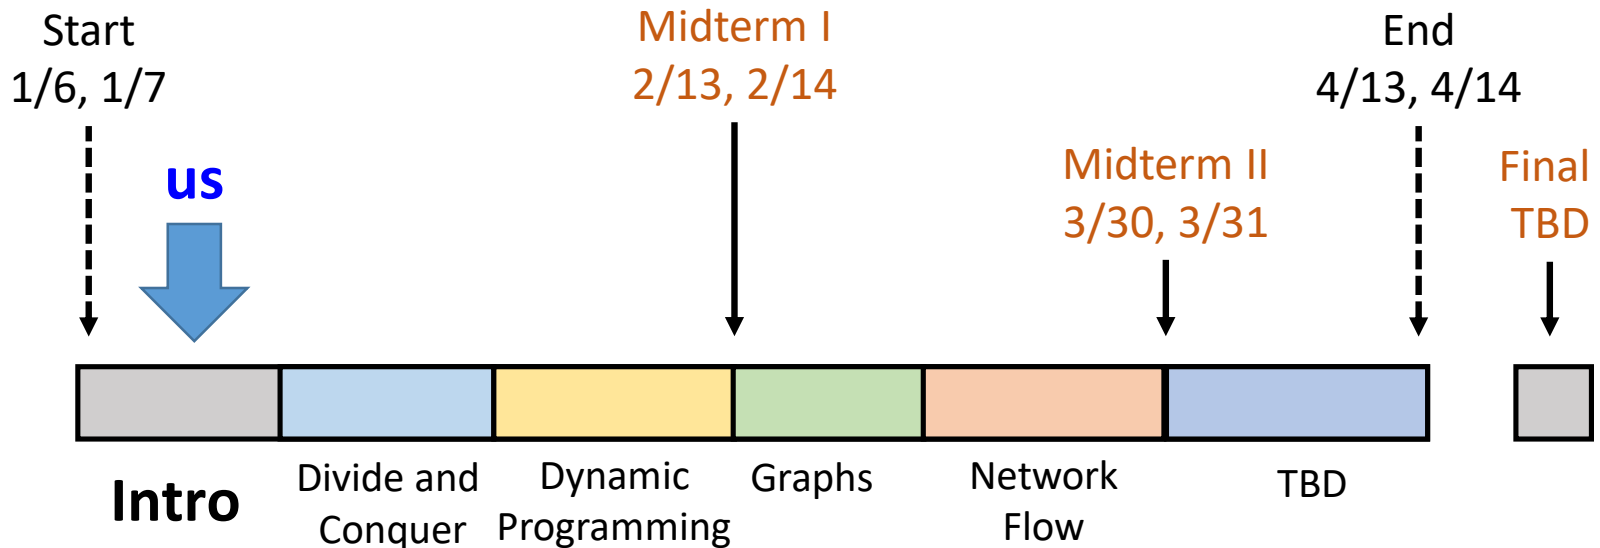 Start
1/6, 1/7
us
Midterm I
2/13, 2/14
Midterm II
3/30, 3/31
End
4/13, 4/14
Final
TBD
Intro
Divide and
Conquer
Dynamic
Programming
Graphs
Network
Flow
TBD